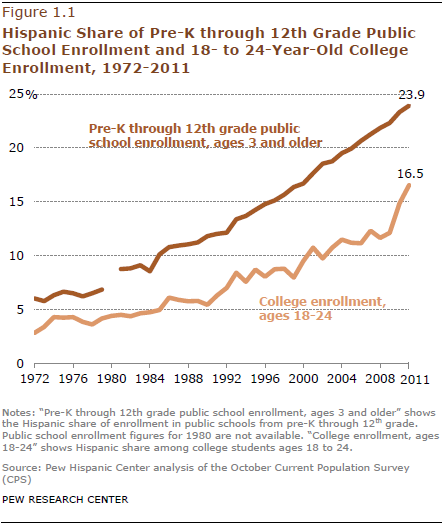 Figure 1.1
Hispanic Share of Pre-K through 12th Grade Public
School Enrollment and 18- to 24-Year-Old College
Enrollment, 1972-2011
25%
23.9
Pre-K through 12th grade public
school enrollment, ages 3 and older
20
16.5
15
10
College enrollment,
ages 18-24
5
0
1972 1976 1980 1984 1988 1992 1996 2000 2004 2008 2011
Notes: “Pre-K through 12th grade public school enrollment, ages 3 and older” shows
the Hispanic share of enrollment in public schools from pre-K through 12th grade.
Public school enrollment figures for 1980 are not available. “College enrollment, ages
18-24” shows Hispanic share among college students ages 18 to 24.
Source: Pew Hispanic Center analysis of the October Current Population Survey
(CPS)
PEW RESEARCH CENTER